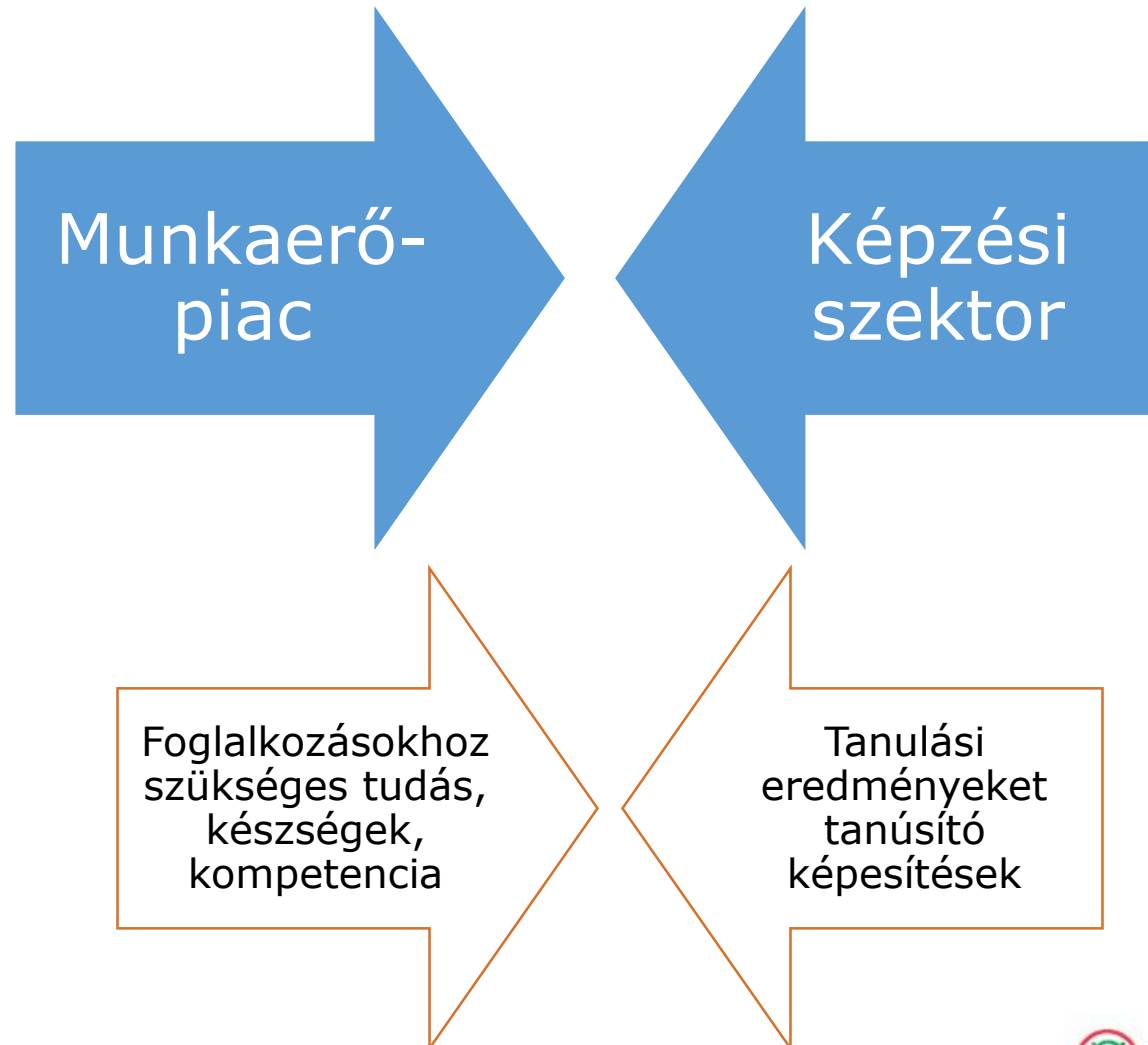 Munkaerő-
piac
Képzési
szektor
Foglalkozásokhoz
szükséges tudás,
készségek,
kompetencia
Tanulási
eredményeket
tanúsító
képesítések